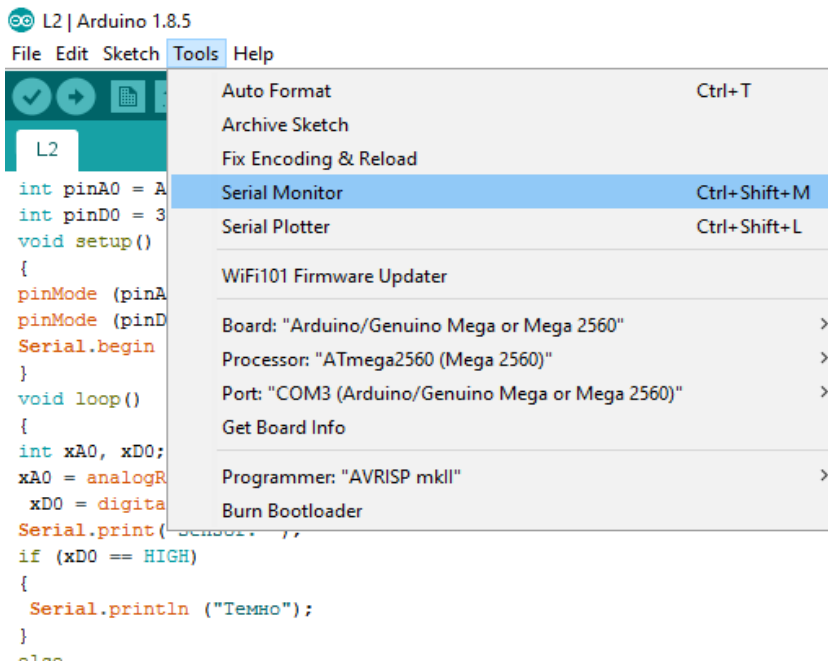 L2 | Arduino 1.8.5
File Edit Sketch Tools Help
Auto Format Ctrl+T
Archive Sketch
Fix Encoding & Reload
Serial Monitor Ctrl+Shift+M
Serial Plotter Ctrl+Shift+L
WiFi101 Firmware Updater
Board: "Arduino/Genuino Mega or Mega 2560"
Processor: "ATmega2560 (Mega 2560)"
Port: "COM3 (Arduino/Genuino Mega or Mega 2560)"
Get Board Info
Programmer: "AVRISP mkII"
Burn Bootloader
L2
int pinA0 = A
int pinD0 = 3
void setup()
{
pinMode (pinA
pinMode (pinD
Serial.begin
}
void loop()
{
int xA0, xD0;
xA0 = analogR
xD0 = digita
Serial.print(
if (xD0 == HIGH)
{
Serial.println ("Темно");
}